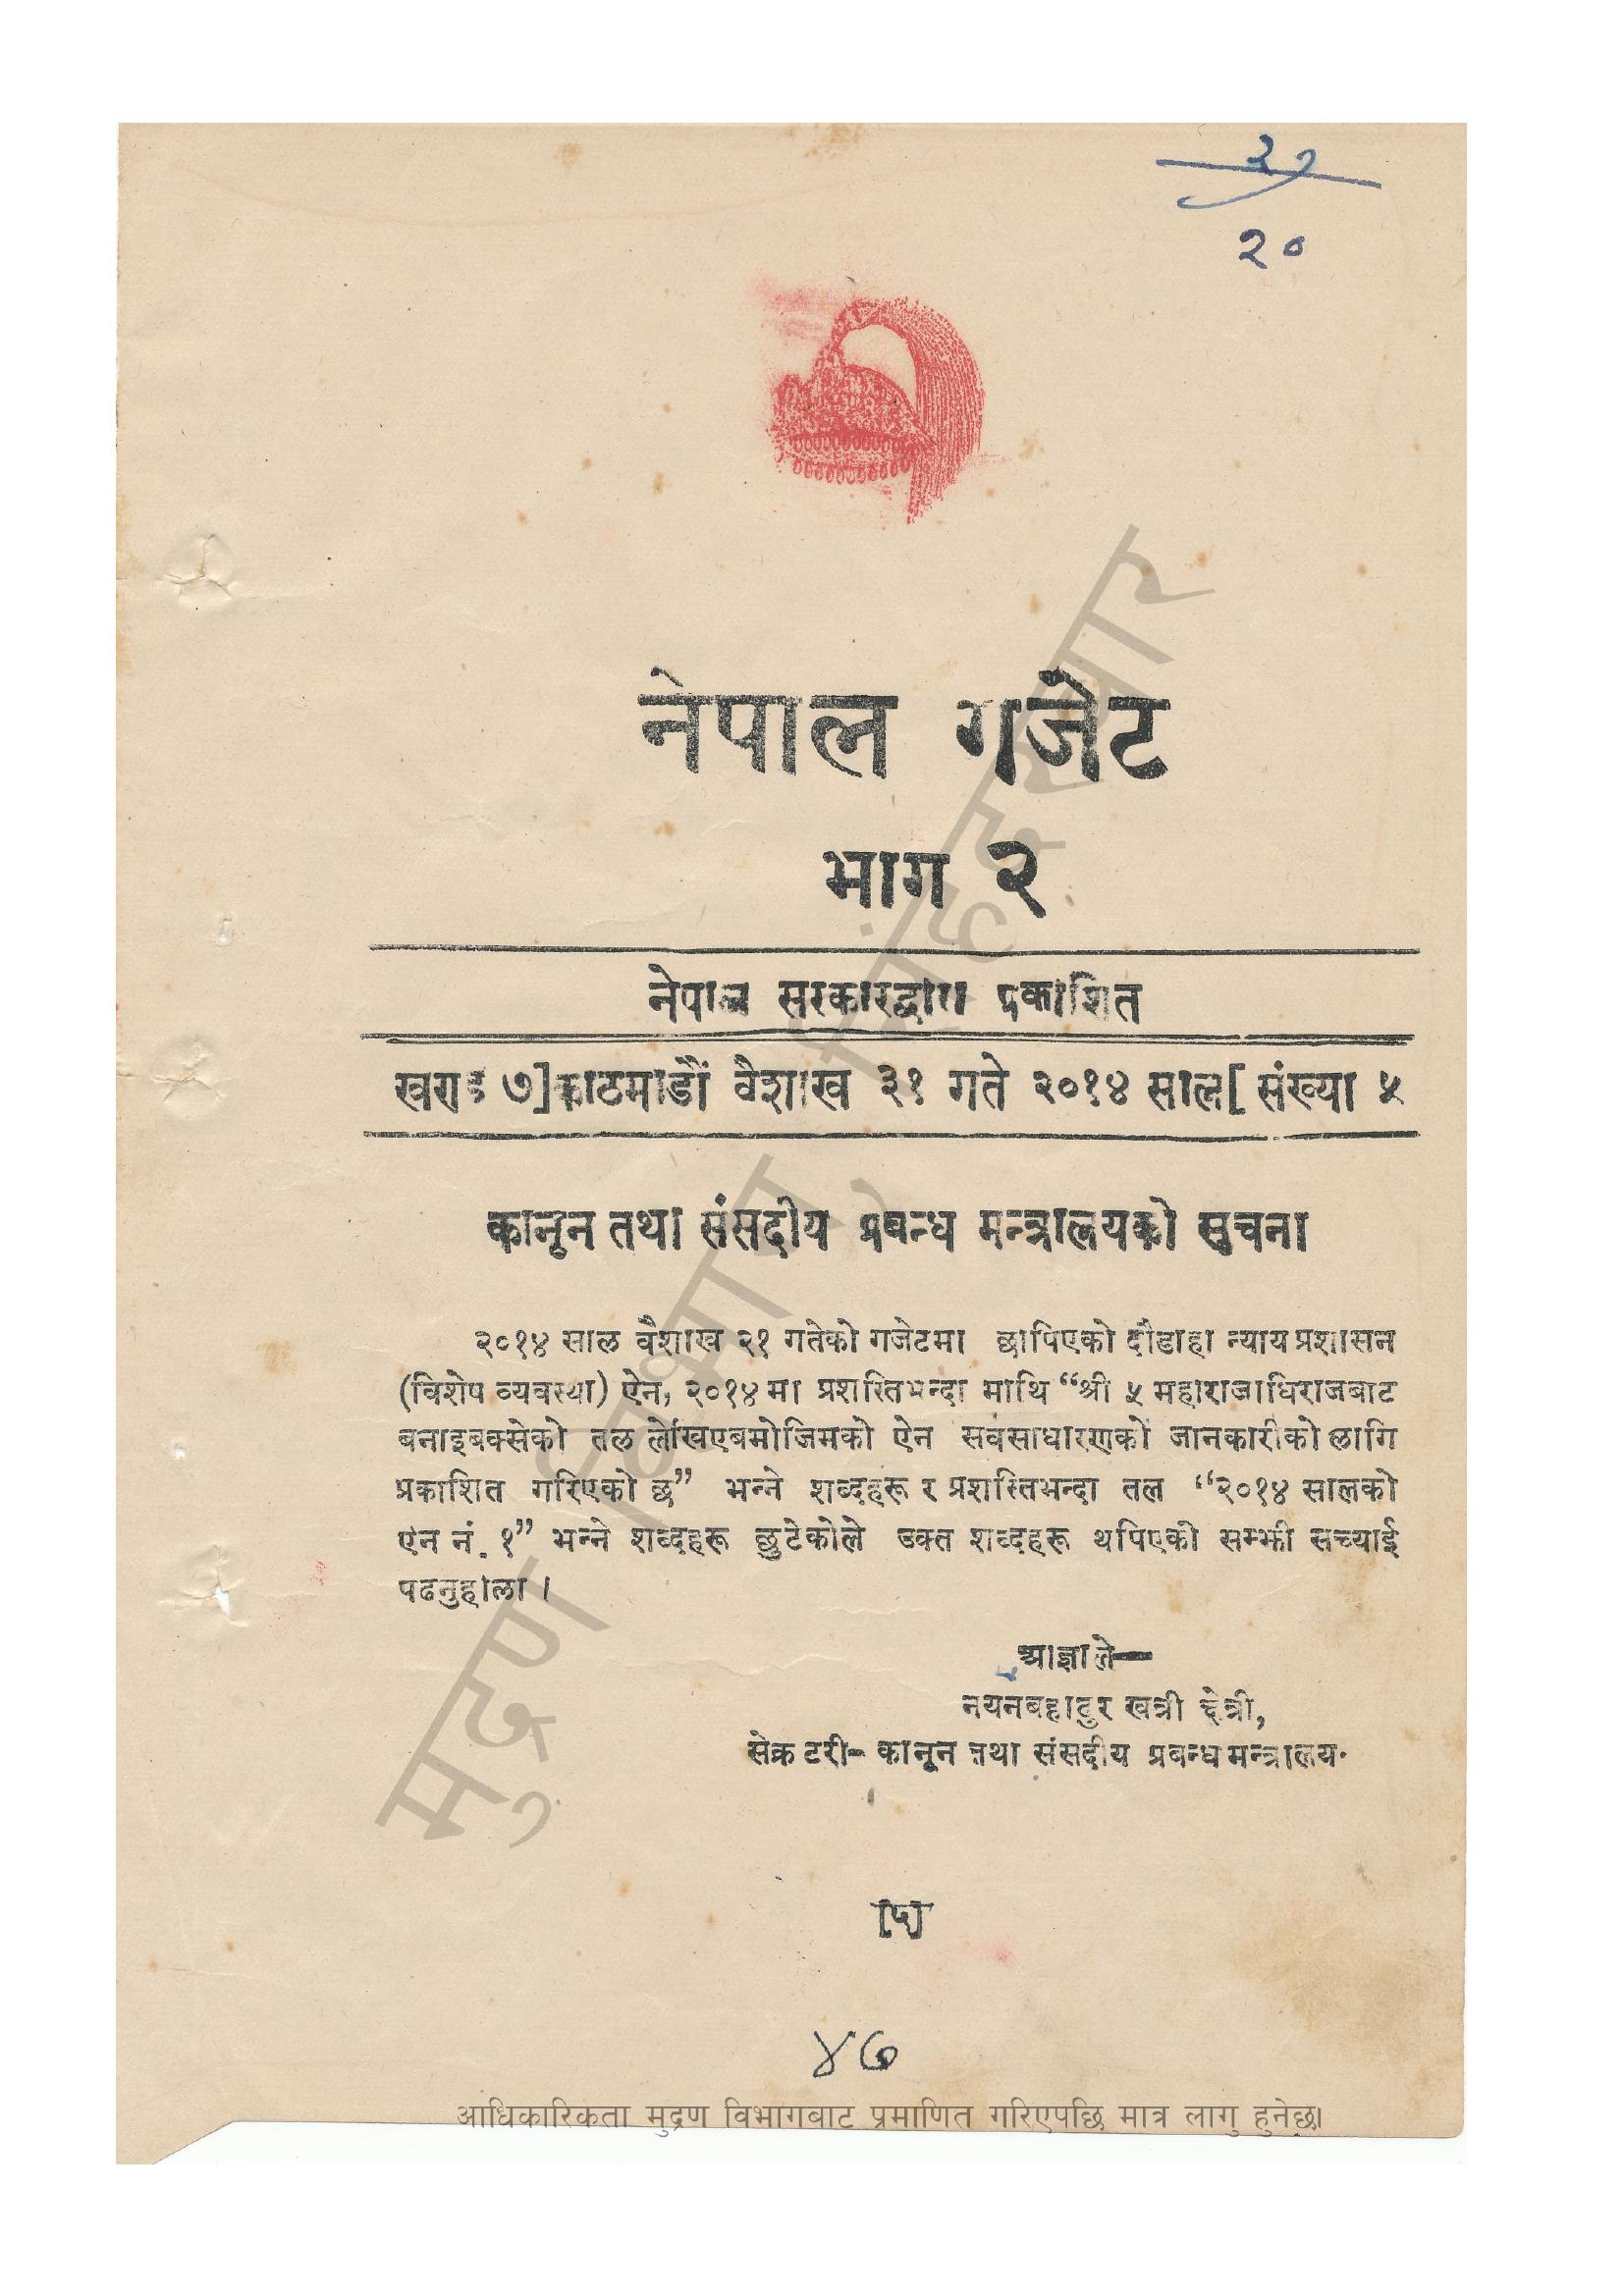 २०
नेपाल गजेट
भाग २
नेपाल सरकारद्वारा प्रकाशित
खण्ड ७] काठमाडौं वैशाख ३१ गते २०१४ साल [ संख्या ५
कानून तथा संसदीय प्रबन्ध मन्त्रालयको सुचना
२०१४ साल वैशाख २१ गतेको गजेटमा छापिएको दौडाहा न्याय प्रशासन
(विशेष व्यवस्था) ऐन, २०१४ मा प्रशस्तिभन्दा माथि “श्री ५ महाराजाधिराजबाट
बनाइबक्सेको तल लेखिएबमोजिमको ऐन सर्वसाधारणको जानकारीको लागि
प्रकाशित गरिएको छ” भन्ने शब्दहरू र प्रशस्तिभन्दा तल “२०१४ सालको
ऐन नं. १” भन्ने शब्दहरू छुटेकोले उक्त शब्दहरू थपिएको सम्झी सच्याई
पढनुहोला ।
आज्ञाले—
नयनबहादुर खत्री क्षेत्री,
सेक्रेटरी- कानून तथा संसदीय प्रबन्ध मन्त्रालय.
४७
आधिकारिकता मुद्रण विभागबाट प्रमाणित गरिएपछि मात्र लागु हुनेछ।